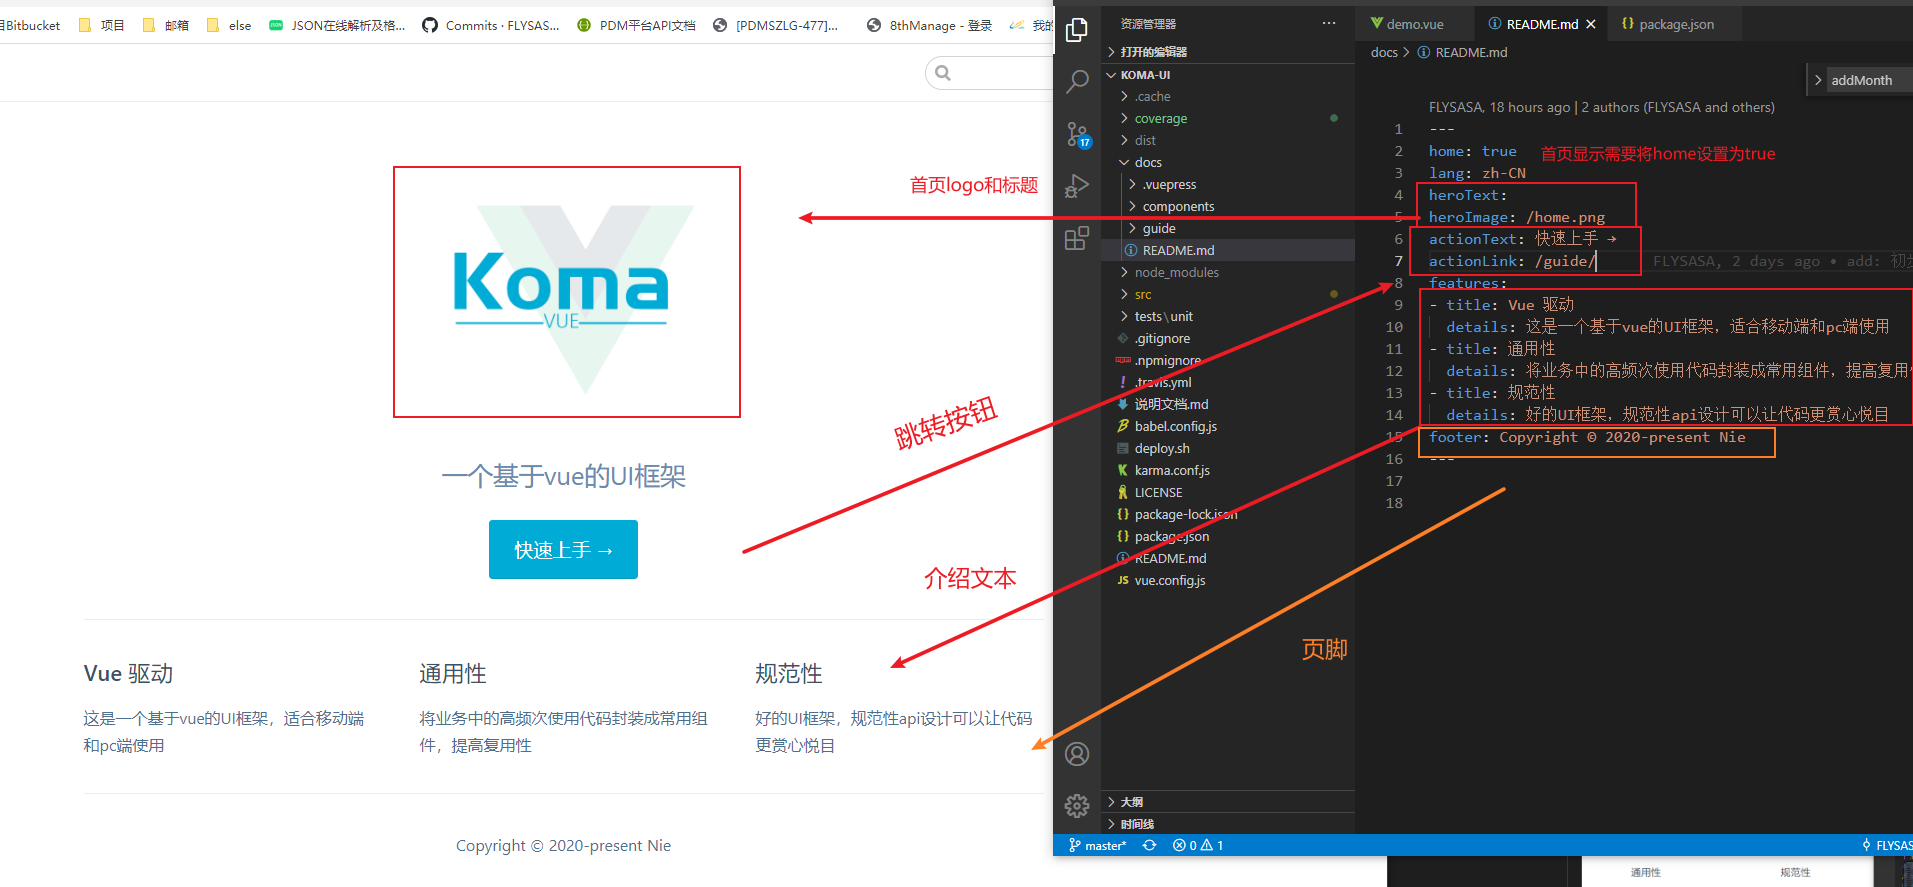 目Bitbucket 项目 邮箱 else JSON在线解析及格... Commits · FLYSAS... PDM平台API文档 [PDMSZLG-477]... 8thManage - 登录 我的
首页logo和标题
Koma
VUE
一个基于vue的UI框架
快速上手 →
跳转按钮
介绍文本
Vue 驱动
这是一个基于vue的UI框架，适合移动端
和pc端使用
通用性
将业务中的高频次使用代码封装成常用组
件，提高复用性
规范性
好的UI框架，规范性api设计可以让代码
更赏心悦目
Copyright © 2020-present Nie
资源管理器 ···
打开的编辑器
KOMA-UI
.cache
coverage
dist
docs
.vuepress
components
guide
README.md
node_modules
src
tests\unit
.gitignore
.npmignore
.travis.yml
说明文档.md
babel.config.js
deploy.sh
karma.conf.js
LICENSE
package-lock.json
package.json
README.md
vue.config.js
大纲
时间线
17
master* 0 1 FLYSAS
demo.vue README.md package.json
docs > README.md
addMonth
FLYSASA, 18 hours ago | 2 authors (FLYSASA and others)
1 ---
2 home: true 首页显示需要将home设置为true
3 lang: zh-CN
4 heroText:
5 heroImage: /home.png
6 actionText: 快速上手 →
7 actionLink: /guide/ FLYSASA, 2 days ago • add: 初步
8 features:
9 - title: Vue 驱动
10 details: 这是一个基于vue的UI框架，适合移动端和pc端使用
11 - title: 通用性
12 details: 将业务中的高频次使用代码封装成常用组件，提高复用
13 - title: 规范性
14 details: 好的UI框架，规范性api设计可以让代码更赏心悦目
15 footer: Copyright © 2020-present Nie
16 ---
17
18
页脚
通用性 规范性